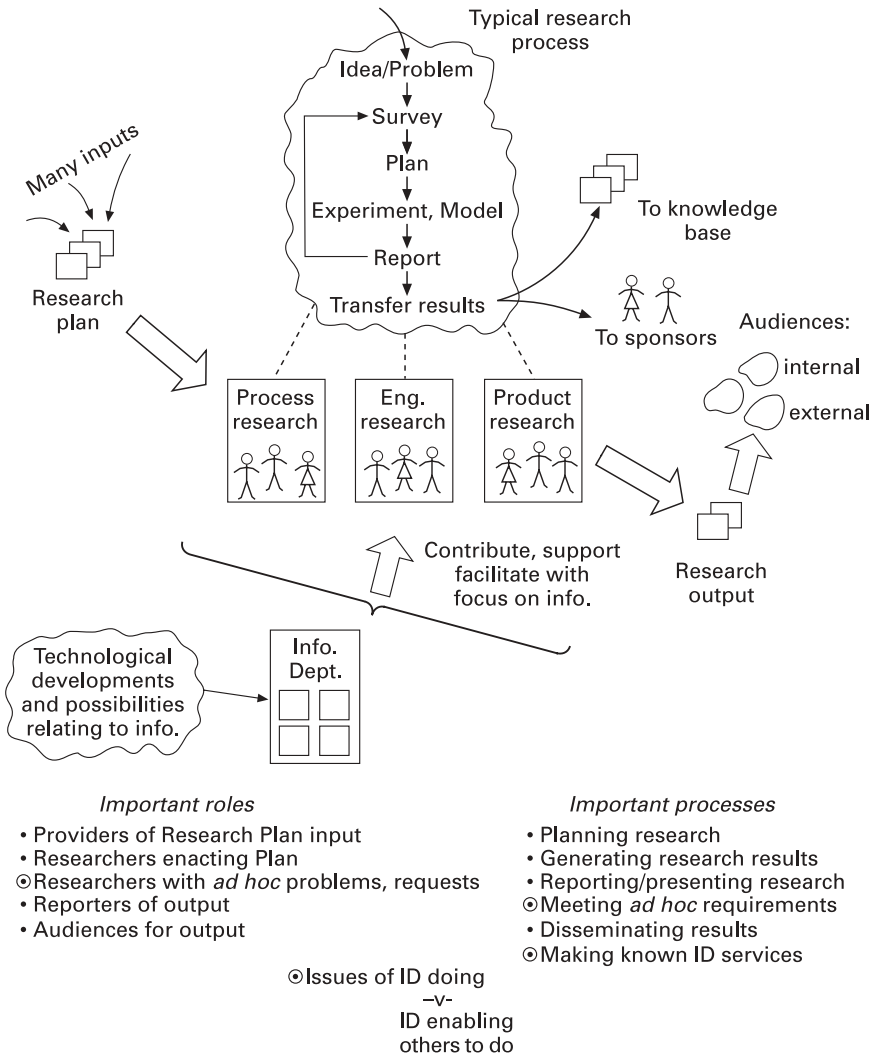 Typical research
process
Idea/Problem
Survey
Plan
Experiment, Model
Report
Transfer results
Many inputs
Research
plan
To knowledge
base
To sponsors
Audiences:
internal
external
Process
research
Eng.
research
Product
research
Contribute, support
facilitate with
focus on info.
Research
output
Info.
Dept.
Technological
developments
and possibilities
relating to info.
Important roles
• Providers of Research Plan input
• Researchers enacting Plan
⊙Researchers with ad hoc problems, requests
• Reporters of output
• Audiences for output
Important processes
• Planning research
• Generating research results
• Reporting/presenting research
⊙Meeting ad hoc requirements
• Disseminating results
⊙Making known ID services
⊙Issues of ID doing
–v-
ID enabling
others to do